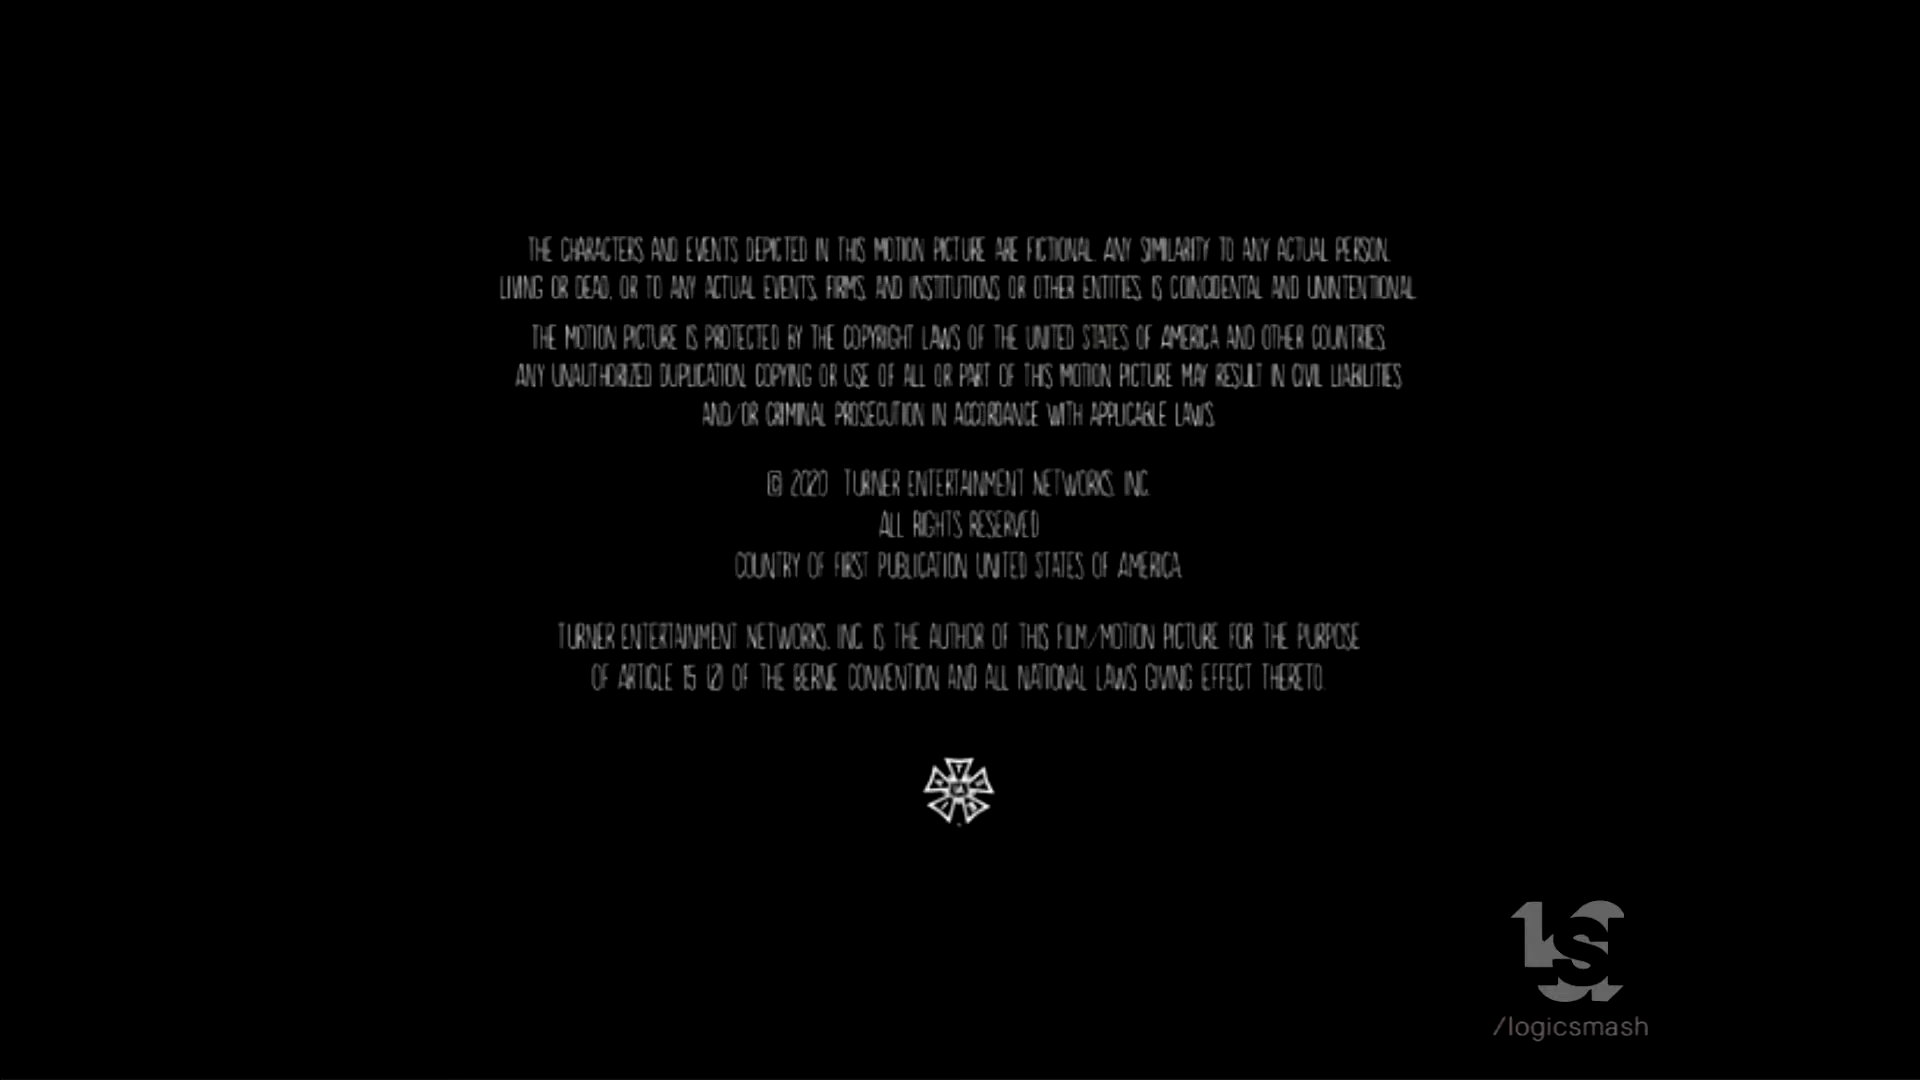 THE CHARACTERS AND EVENTS DEPICTED IN THIS MOTION PICTURE ARE FICTIONAL. ANY SIMILARITY TO ANY ACTUAL PERSON,
LIVING OR DEAD, OR TO ANY ACTUAL EVENTS, FIRMS, AND INSTITUTIONS OR OTHER ENTITIES, IS COINCIDENTAL AND UNINTENTIONAL.
THE MOTION PICTURE IS PROTECTED BY THE COPYRIGHT LAWS OF THE UNITED STATES OF AMERICA AND OTHER COUNTRIES.
ANY UNAUTHORIZED DUPLICATION, COPYING OR USE OF ALL OR PART OF THIS MOTION PICTURE MAY RESULT IN CIVIL LIABILITIES
AND/OR CRIMINAL PROSECUTION IN ACCORDANCE WITH APPLICABLE LAWS.
© 2020 TURNER ENTERTAINMENT NETWORKS, INC.
ALL RIGHTS RESERVED
COUNTRY OF FIRST PUBLICATION UNITED STATES OF AMERICA.
TURNER ENTERTAINMENT NETWORKS, INC. IS THE AUTHOR OF THIS FILM/MOTION PICTURE FOR THE PURPOSE
OF ARTICLE 15 (2) OF THE BERNE CONVENTION AND ALL NATIONAL LAWS GIVING EFFECT THERETO.
/logicsmash